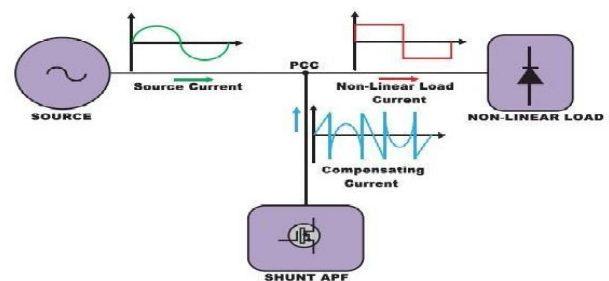 PCC
Source Current
Non-Linear Load
Current
SOURCE
NON-LINEAR LOAD
Compensating
Current
SHUNT APF